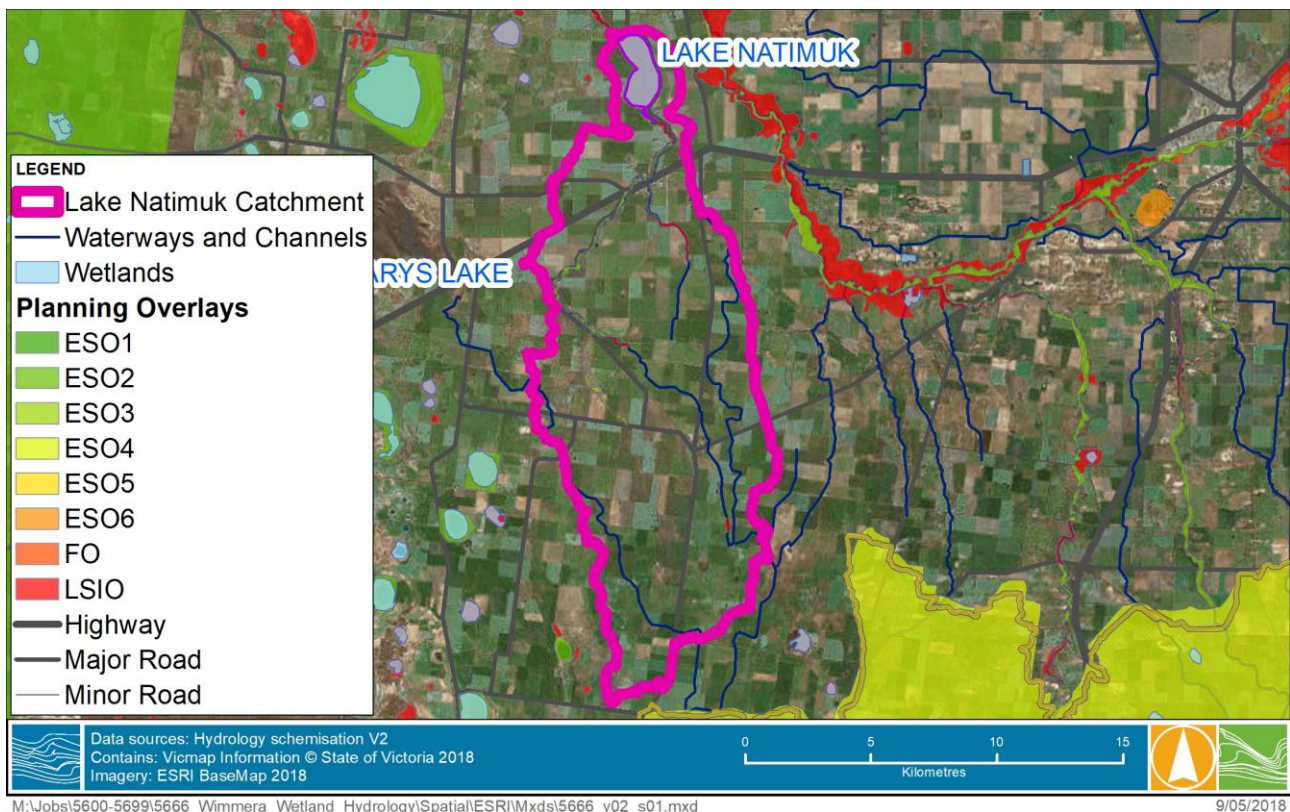 LAKE NATIMUK
LEGEND
Lake Natimuk Catchment
Waterways and Channels
Wetlands
ARYS LAKE
Planning Overlays
ESO1
ESO2
ESO3
ESO4
ESO5
ESO6
FO
LSIO
Highway
Major Road
Minor Road
Data sources: Hydrology schemisation V2
Contains: Vicmap Information © State of Victoria 2018
Imagery: ESRI BaseMap 2018
0 5 10 15
Kilometres
M:\Jobs\5600-5699\5666_Wimmera_Wetland_Hydrology\Spatial\ESRI\Mxds\5666_v02_s01.mxd
9/05/2018